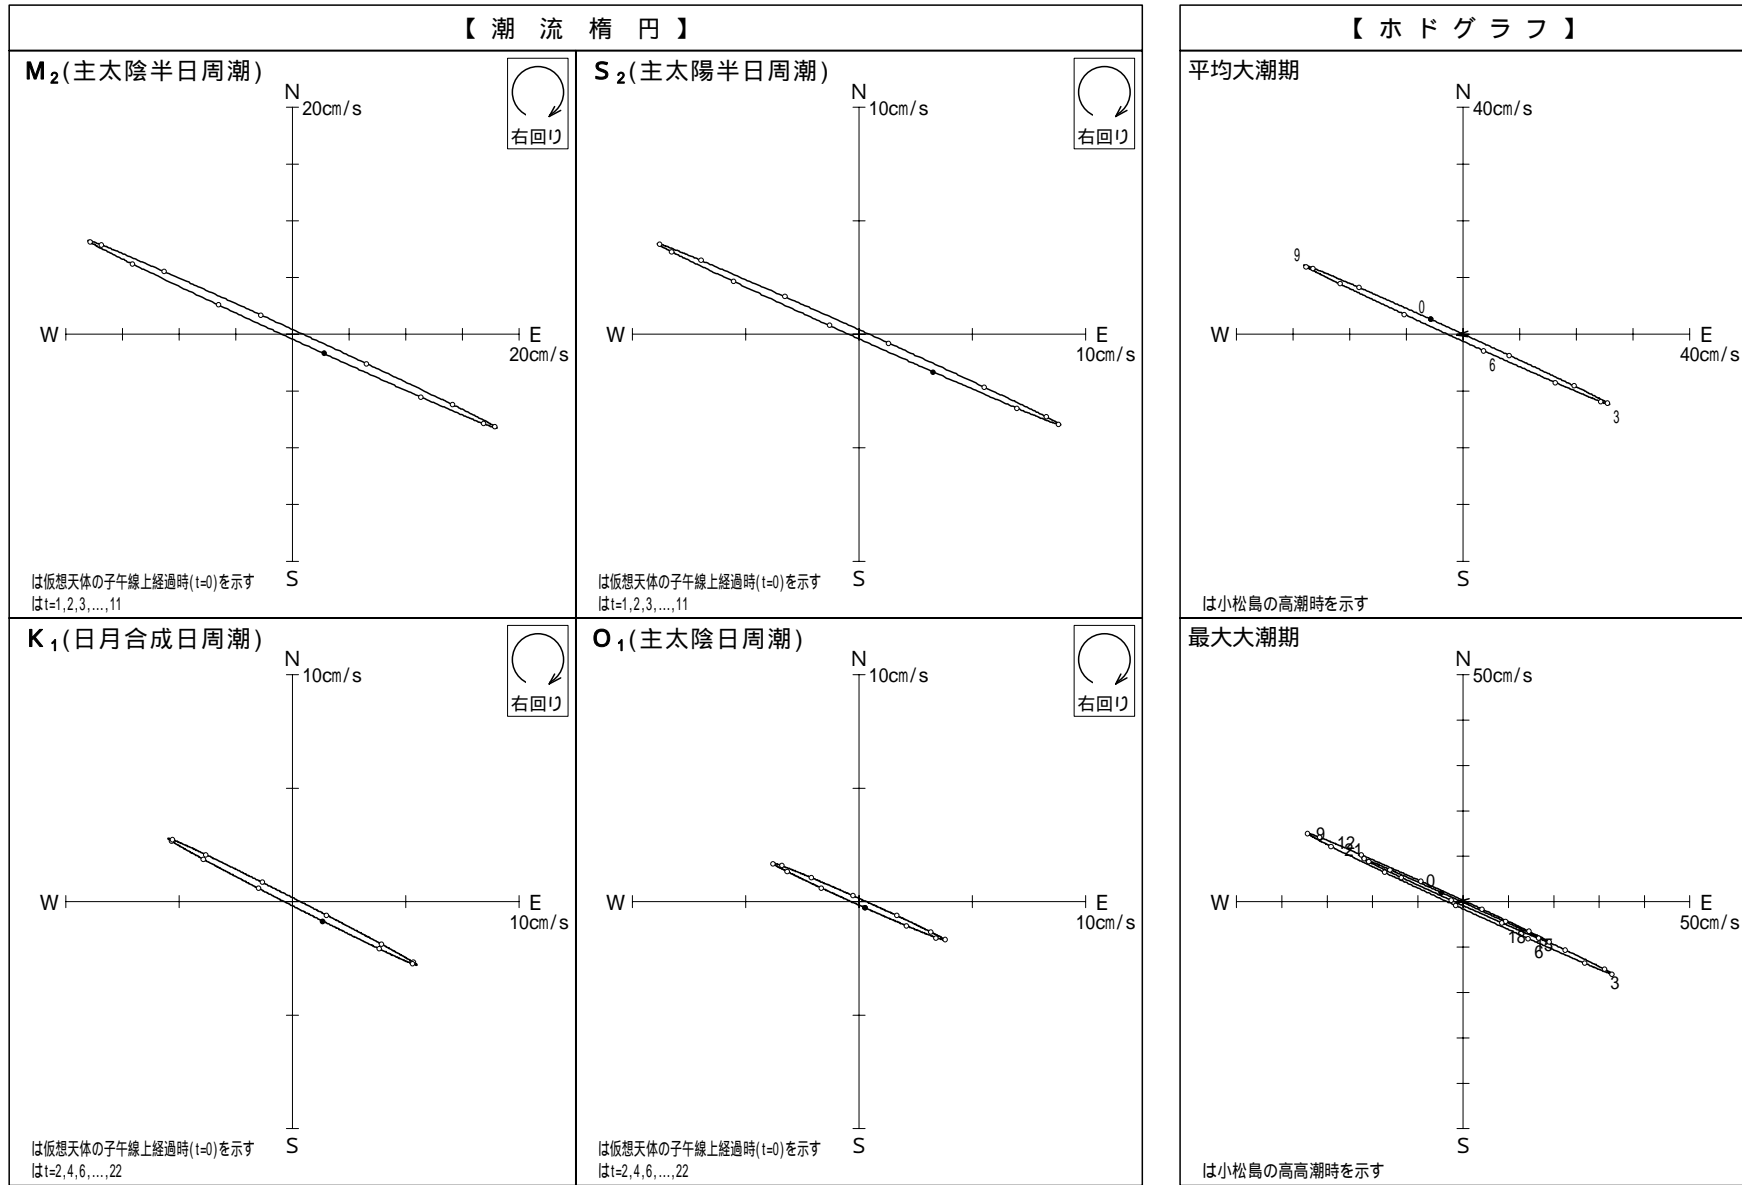 【 潮 流 楕 円 】
M₂(主太陰半日周潮)
右回り
N
20cm/s
W
E
20cm/s
S
は仮想天体の子午線上経過時(t=0)を示す
はt=1,2,3,...,11
S₂(主太陽半日周潮)
右回り
N
10cm/s
W
E
10cm/s
S
は仮想天体の子午線上経過時(t=0)を示す
はt=1,2,3,...,11
K₁(日月合成日周潮)
右回り
N
10cm/s
W
E
10cm/s
S
は仮想天体の子午線上経過時(t=0)を示す
はt=2,4,6,...,22
O₁(主太陰日周潮)
右回り
N
10cm/s
W
E
10cm/s
S
は仮想天体の子午線上経過時(t=0)を示す
はt=2,4,6,...,22
【 ホ ド グ ラ フ 】
平均大潮期
N
40cm/s
9
0
W
E
40cm/s
6
3
S
は小松島の高潮時を示す
最大大潮期
N
50cm/s
9
12
21
0
W
E
50cm/s
18
15
6
3
S
は小松島の高高潮時を示す